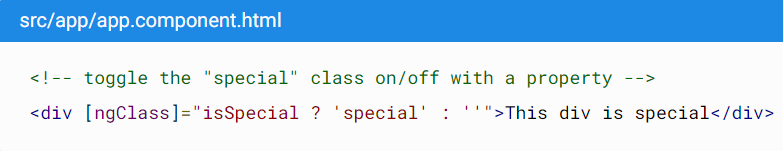 src/app/app.component.html
<!-- toggle the "special" class on/off with a property -->
<div [ngClass]="isSpecial ? 'special' : ''">This div is special</div>